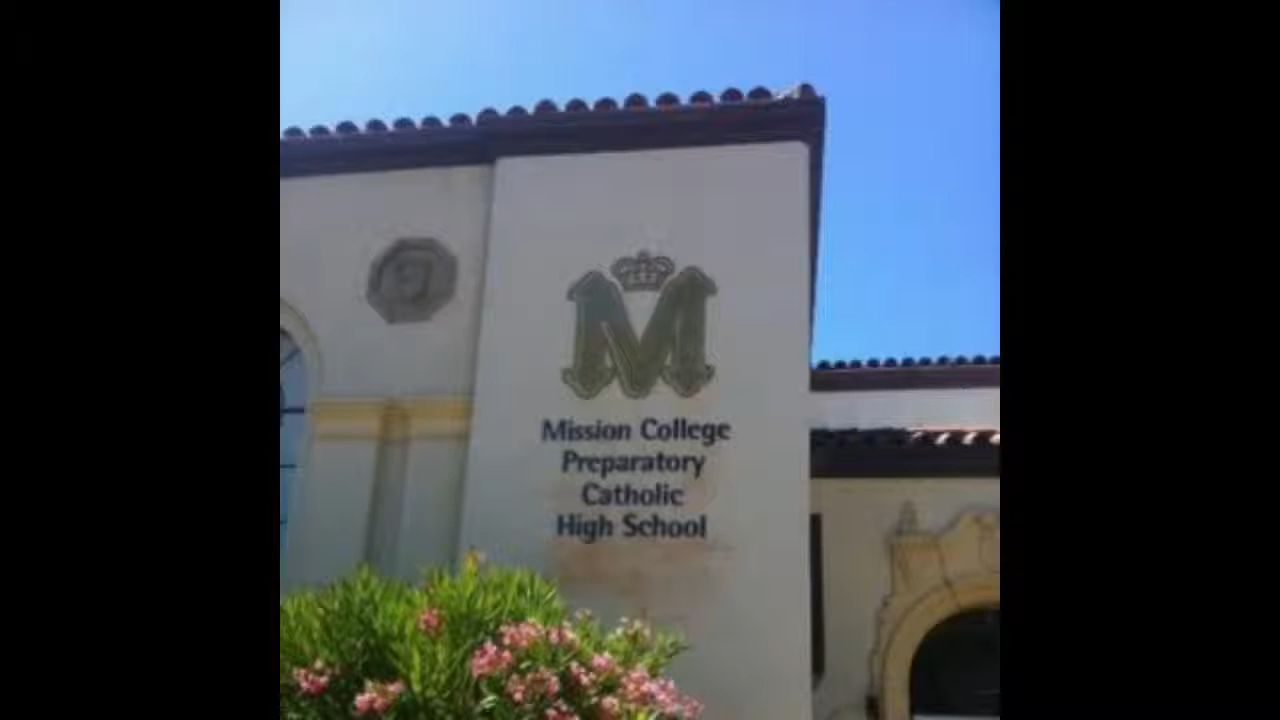 M
Mission College
Preparatory
Catholic
High School